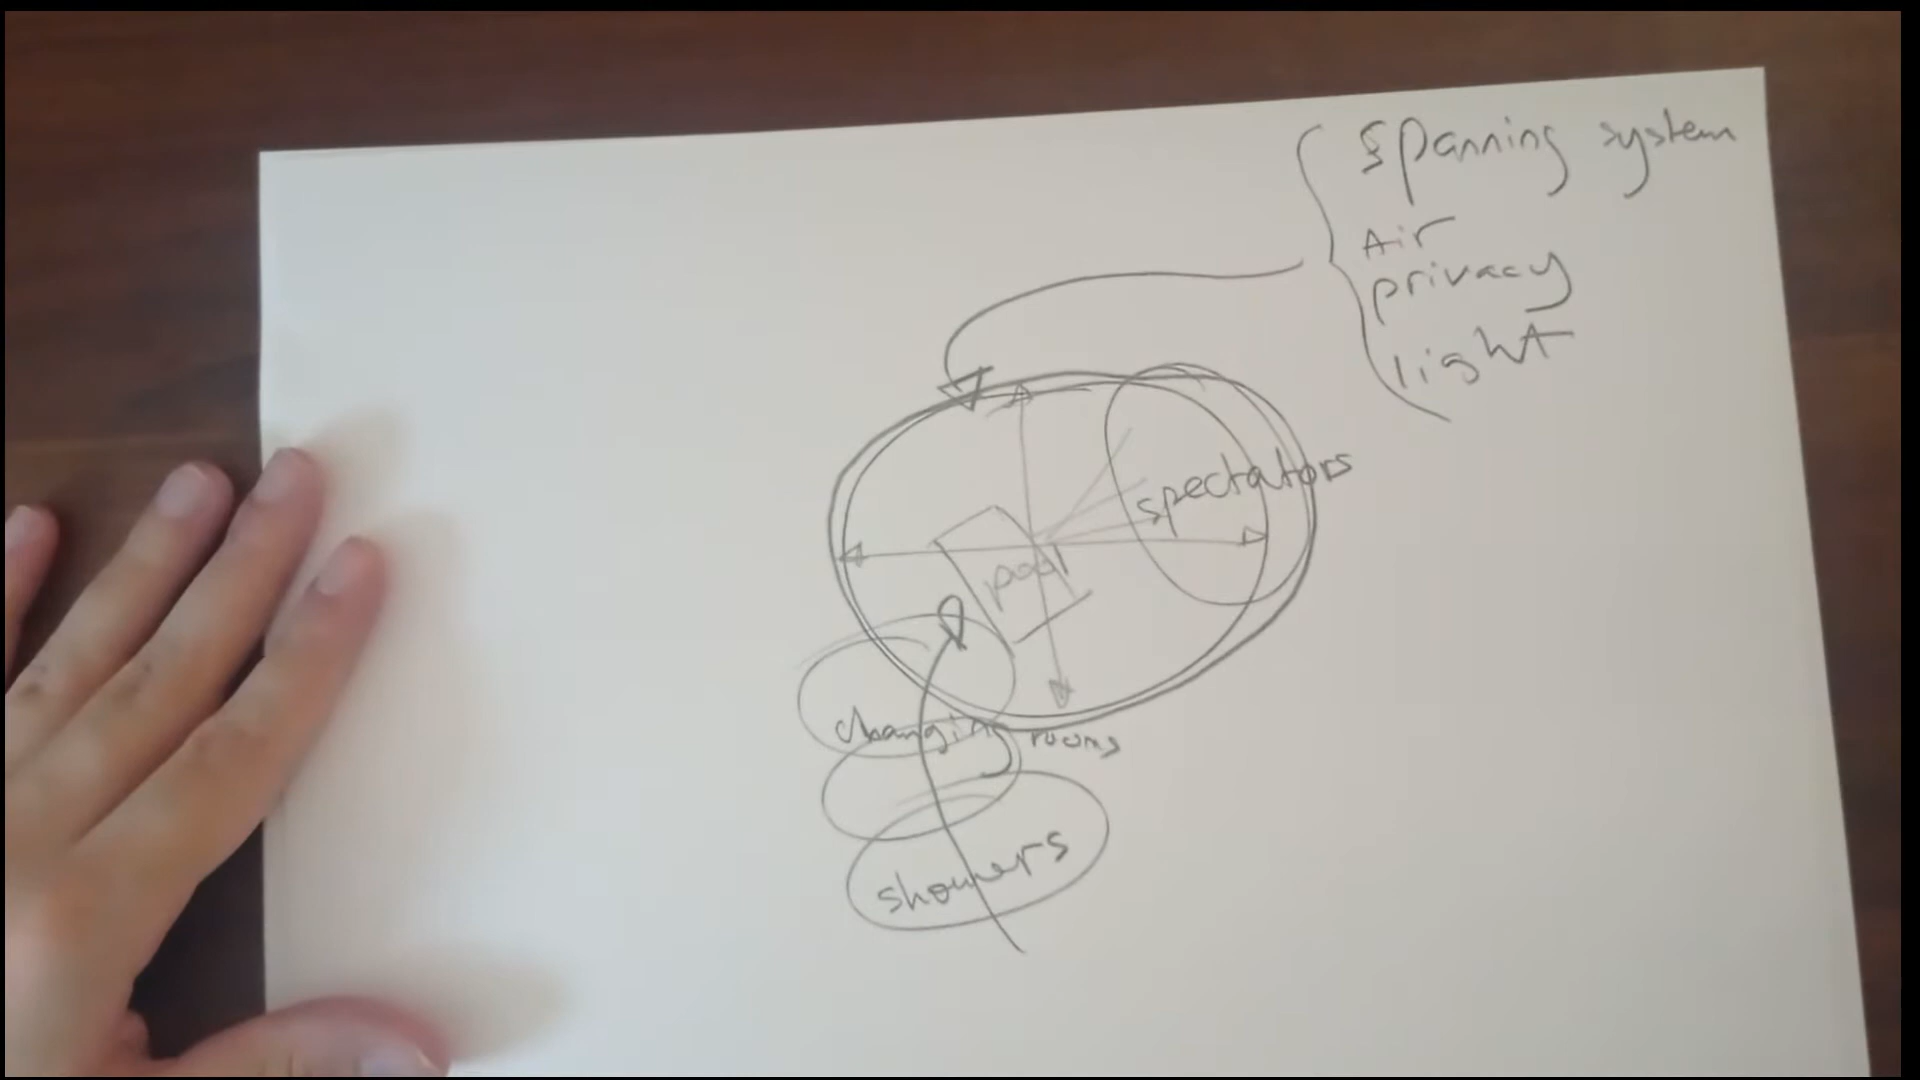 spanning system
Air
privacy
light
spectators
pool
changing rooms
showers